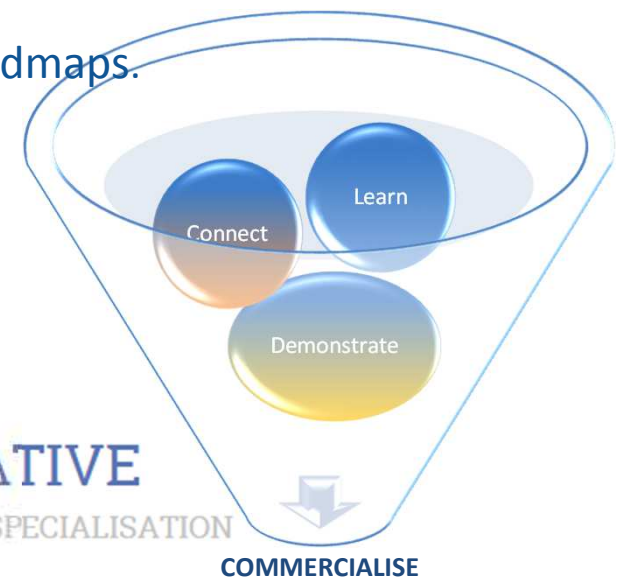 dmaps.
Learn
Connect
Demonstrate
ATIVE
SPECIALISATION
COMMERCIALISE